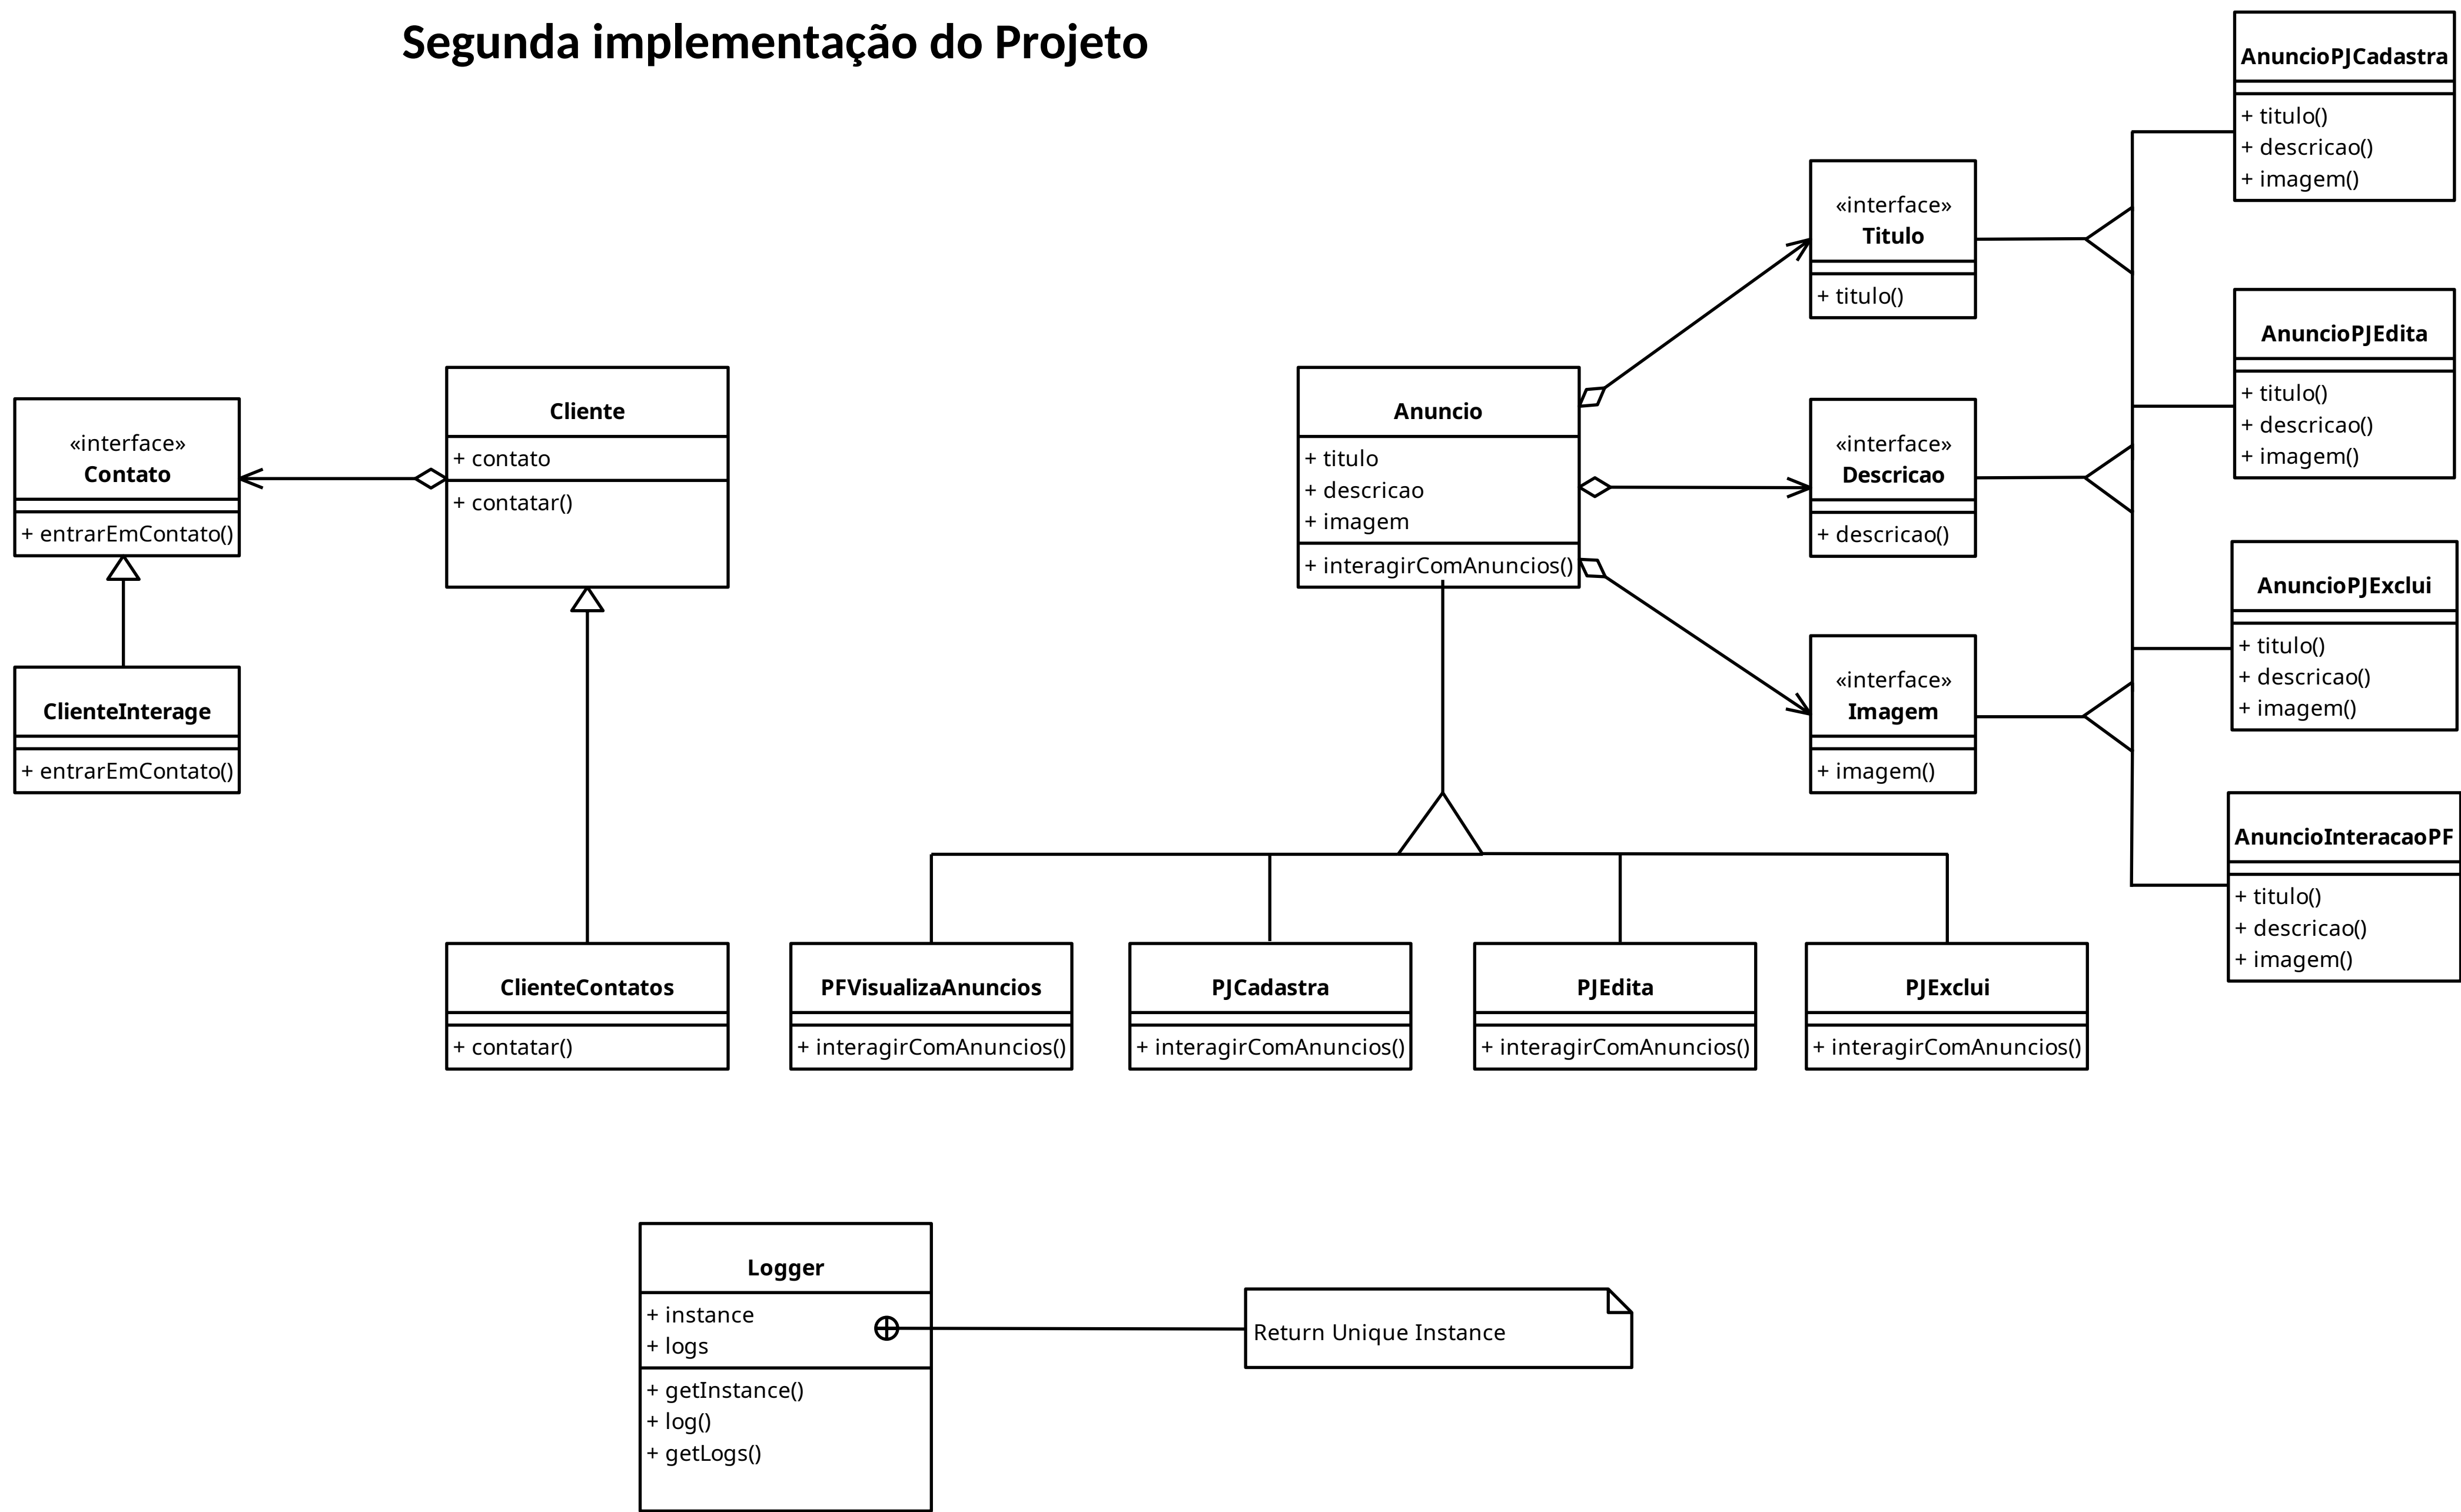 Segunda implementação do Projeto
«interface»
Contato
+ entrarEmContato()
ClienteInterage
+ entrarEmContato()
Cliente
+ contato
+ contatar()
ClienteContatos
+ contatar()
Anuncio
+ titulo
+ descricao
+ imagem
+ interagirComAnuncios()
PFVisualizaAnuncios
+ interagirComAnuncios()
PJCadastra
+ interagirComAnuncios()
PJEdita
+ interagirComAnuncios()
PJExclui
+ interagirComAnuncios()
«interface»
Titulo
+ titulo()
«interface»
Descricao
+ descricao()
«interface»
Imagem
+ imagem()
AnuncioPJCadastra
+ titulo()
+ descricao()
+ imagem()
AnuncioPJEdita
+ titulo()
+ descricao()
+ imagem()
AnuncioPJExclui
+ titulo()
+ descricao()
+ imagem()
AnuncioInteracaoPF
+ titulo()
+ descricao()
+ imagem()
Logger
+ instance
+ logs
+ getInstance()
+ log()
+ getLogs()
Return Unique Instance